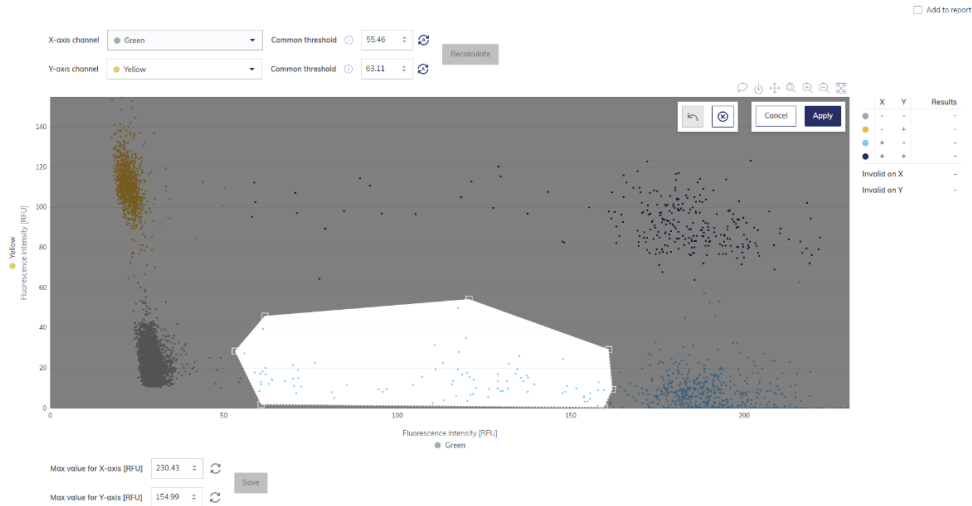 Add to report
X-axis channel Green Common threshold 55.46
Recalculate
Y-axis channel Yellow Common threshold 63.11
Cancel Apply
X Y Results
- - -
- + -
+ - -
+ + -
Invalid on X -
Invalid on Y -
Yellow
Fluorescence intensity [RFU]
140
120
100
80
60
40
20
0
0 50 100 150 200
Fluorescence intensity [RFU]
Green
Max value for X-axis [RFU] 230.43
Save
Max value for Y-axis [RFU] 154.99